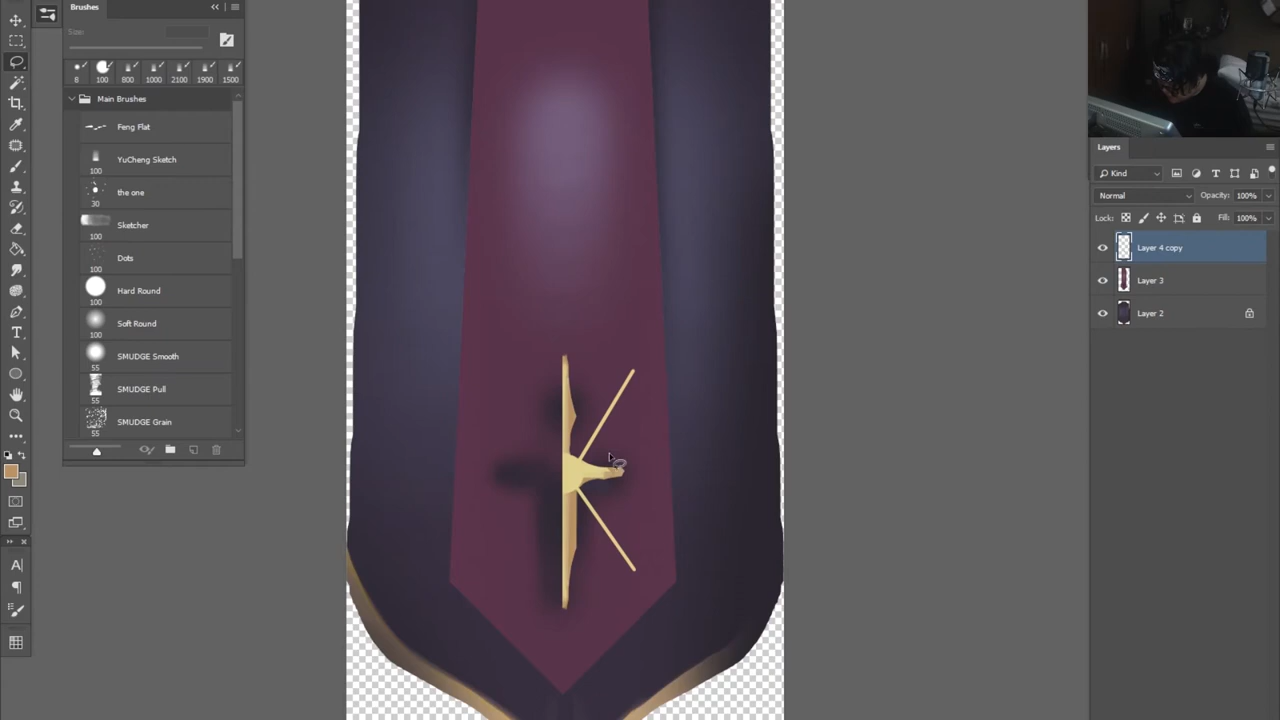 Brushes
Size:
8 100 800 1000 2100 1900 1500
Main Brushes
Feng Flat
YuCheng Sketch
100
the one
30
Sketcher
100
Dots
100
Hard Round
100
Soft Round
100
SMUDGE Smooth
55
SMUDGE Pull
55
SMUDGE Grain
55
Layers
Kind
Normal Opacity: 100%
Lock: Fill: 100%
Layer 4 copy
Layer 3
Layer 2